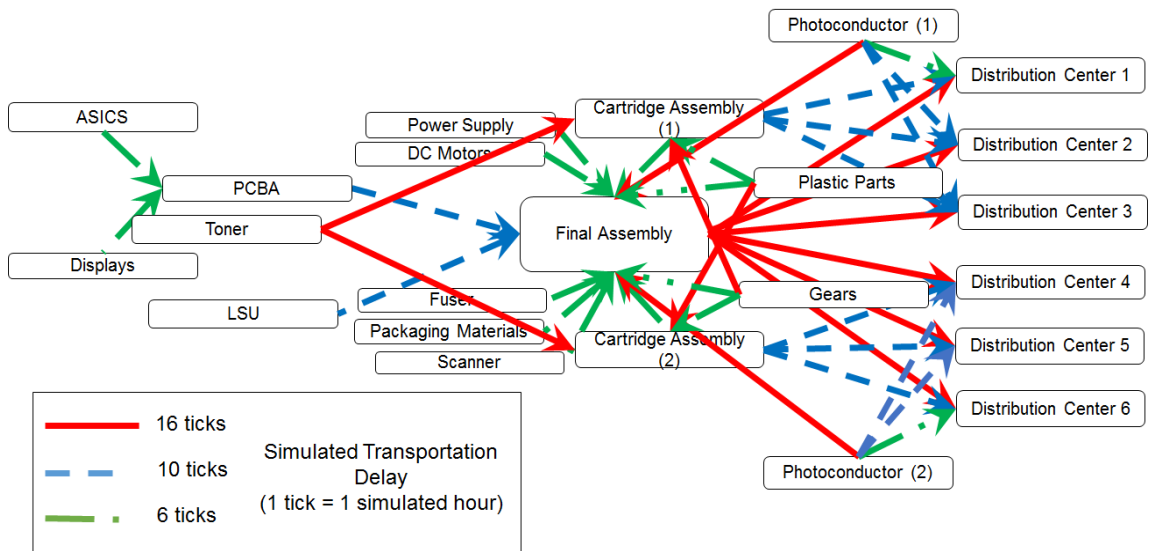 Photoconductor (1)
Distribution Center 1
ASICS
Cartridge Assembly
(1)
Power Supply
DC Motors
Distribution Center 2
PCBA
Plastic Parts
Toner
Final Assembly
Distribution Center 3
Displays
Distribution Center 4
Gears
Fuser
LSU
Packaging Materials
Cartridge Assembly
(2)
Distribution Center 5
Scanner
Distribution Center 6
Photoconductor (2)
16 ticks
10 ticks
6 ticks
Simulated Transportation
Delay
(1 tick = 1 simulated hour)